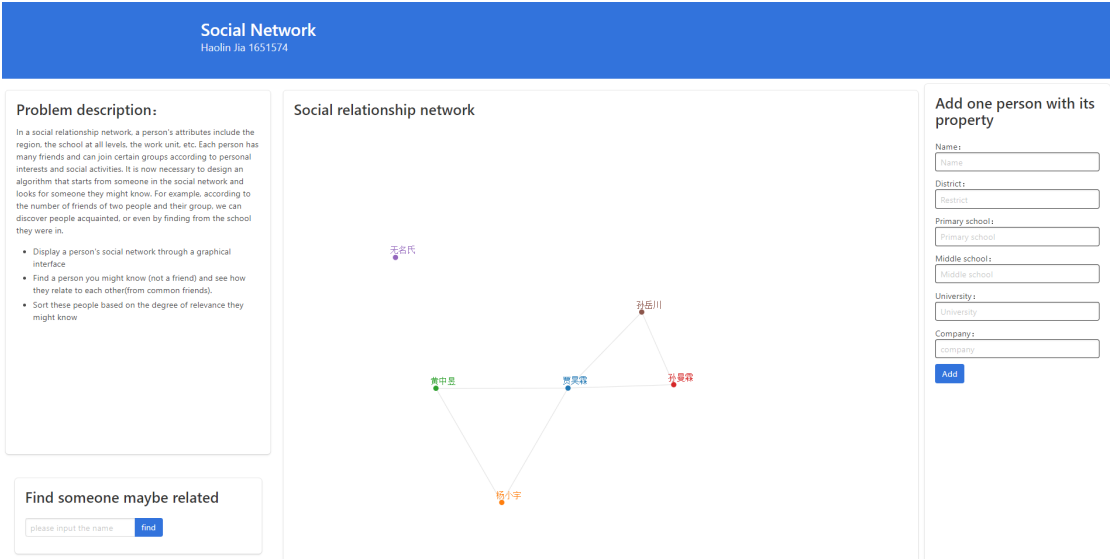 Social Network
Haolin Jia 1651574
Problem description：
In a social relationship network, a person's attributes include the
region, the school at all levels, the work unit, etc. Each person has
many friends and can join certain groups according to personal
interests and social activities. It is now necessary to design an
algorithm that starts from someone in the social network and
looks for someone they might know. For example, according to
the number of friends of two people and their group, we can
discover people acquainted, or even by finding from the school
they were in.
Display a person's social network through a graphical
interface
Find a person you might know (not a friend) and see how
they relate to each other(from common friends).
Sort these people based on the degree of relevance they
might know
Find someone maybe related
please input the name
find
Social relationship network
无名氏
孙岳川
黄中昱
贾昊霖
孙曼霖
杨小宇
Add one person with its
property
Name：
Name
District：
Restrict
Primary school：
Primary school
Middle school：
Middle school
University：
University
Company：
company
Add